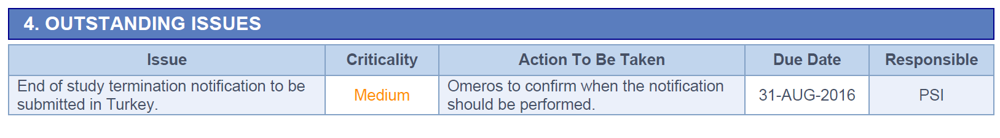 4. OUTSTANDING ISSUES
Issue Criticality Action To Be Taken Due Date Responsible
End of study termination notification to be
submitted in Turkey.
Medium
Omeros to confirm when the notification
should be performed.
31-AUG-2016
PSI